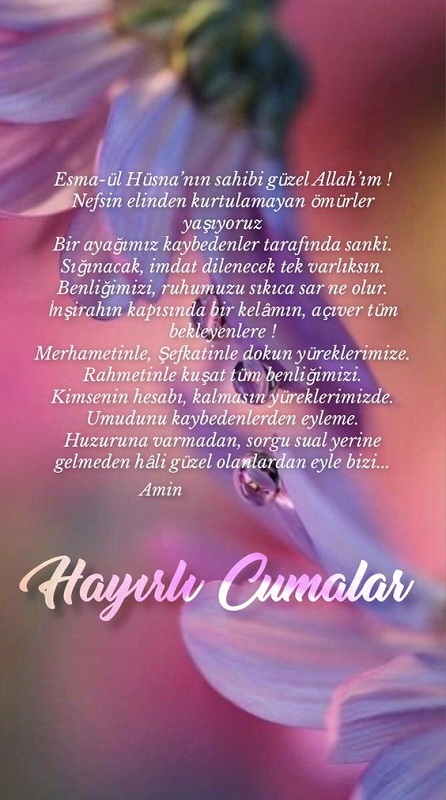 Esma-ül Hüsna’nın sahibi güzel Allah’ım !
Nefsin elinden kurtulamayan ömürler
yaşıyoruz
Bir ayağımız kaybedenler tarafında sanki.
Sığınacak, imdat dilenecek tek varlıksın.
Benliğimizi, ruhumuzu sıkıca sar ne olur.
İnşirahın kapısında bir kelâmın, açıver tüm
bekleyenlere !
Merhametinle, Şefkatinle dokun yüreklerimize.
Rahmetinle kuşat tüm benliğimizi.
Kimsenin hesabı, kalmasın yüreklerimizde.
Umudunu kaybedenlerden eyleme.
Huzuruna varmadan, sorgu sual yerine
gelmeden hâli güzel olanlardan eyle bizi...
Amin
Hayırlı Cumalar